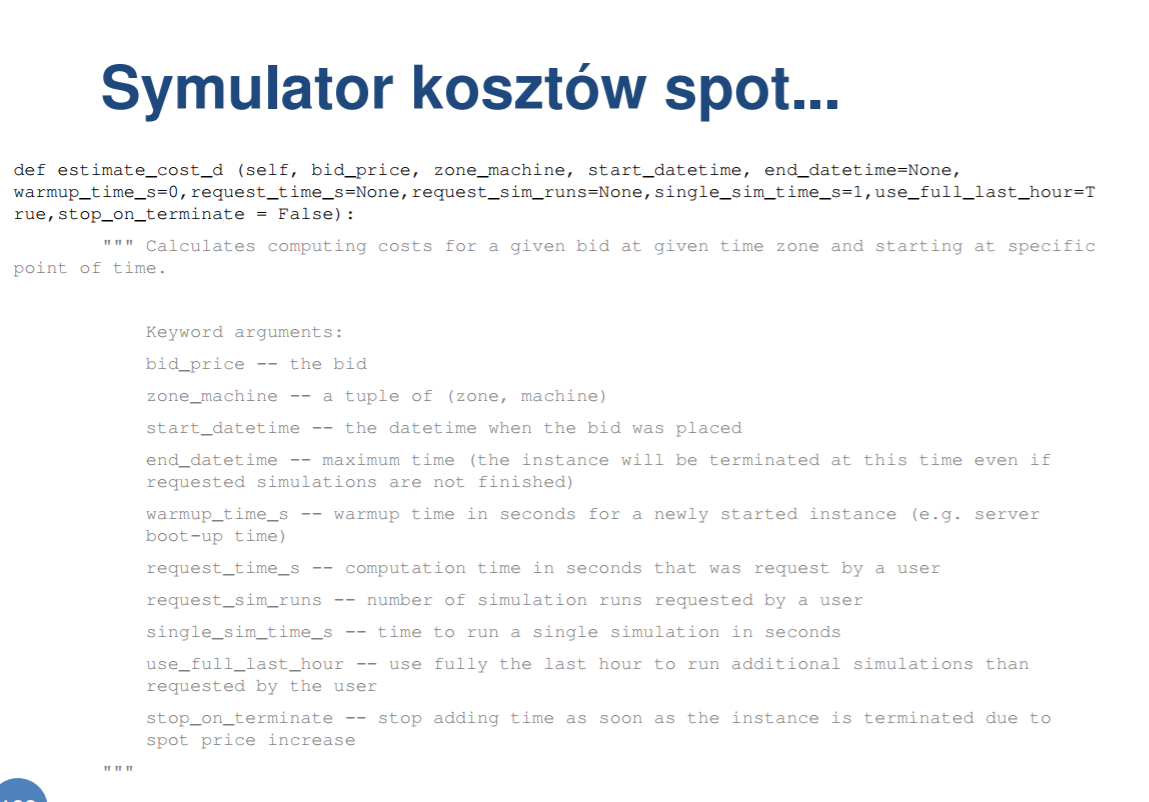 Symulator kosztów spot...
def estimate_cost_d (self, bid_price, zone_machine, start_datetime, end_datetime=None,
warmup_time_s=0,request_time_s=None,request_sim_runs=None,single_sim_time_s=1,use_full_last_hour=T
rue,stop_on_terminate = False):
""" Calculates computing costs for a given bid at given time zone and starting at specific
point of time.
Keyword arguments:
bid_price -- the bid
zone_machine -- a tuple of (zone, machine)
start_datetime -- the datetime when the bid was placed
end_datetime -- maximum time (the instance will be terminated at this time even if
requested simulations are not finished)
warmup_time_s -- warmup time in seconds for a newly started instance (e.g. server
boot-up time)
request_time_s -- computation time in seconds that was request by a user
request_sim_runs -- number of simulation runs requested by a user
single_sim_time_s -- time to run a single simulation in seconds
use_full_last_hour -- use fully the last hour to run additional simulations than
requested by the user
stop_on_terminate -- stop adding time as soon as the instance is terminated due to
spot price increase
"""